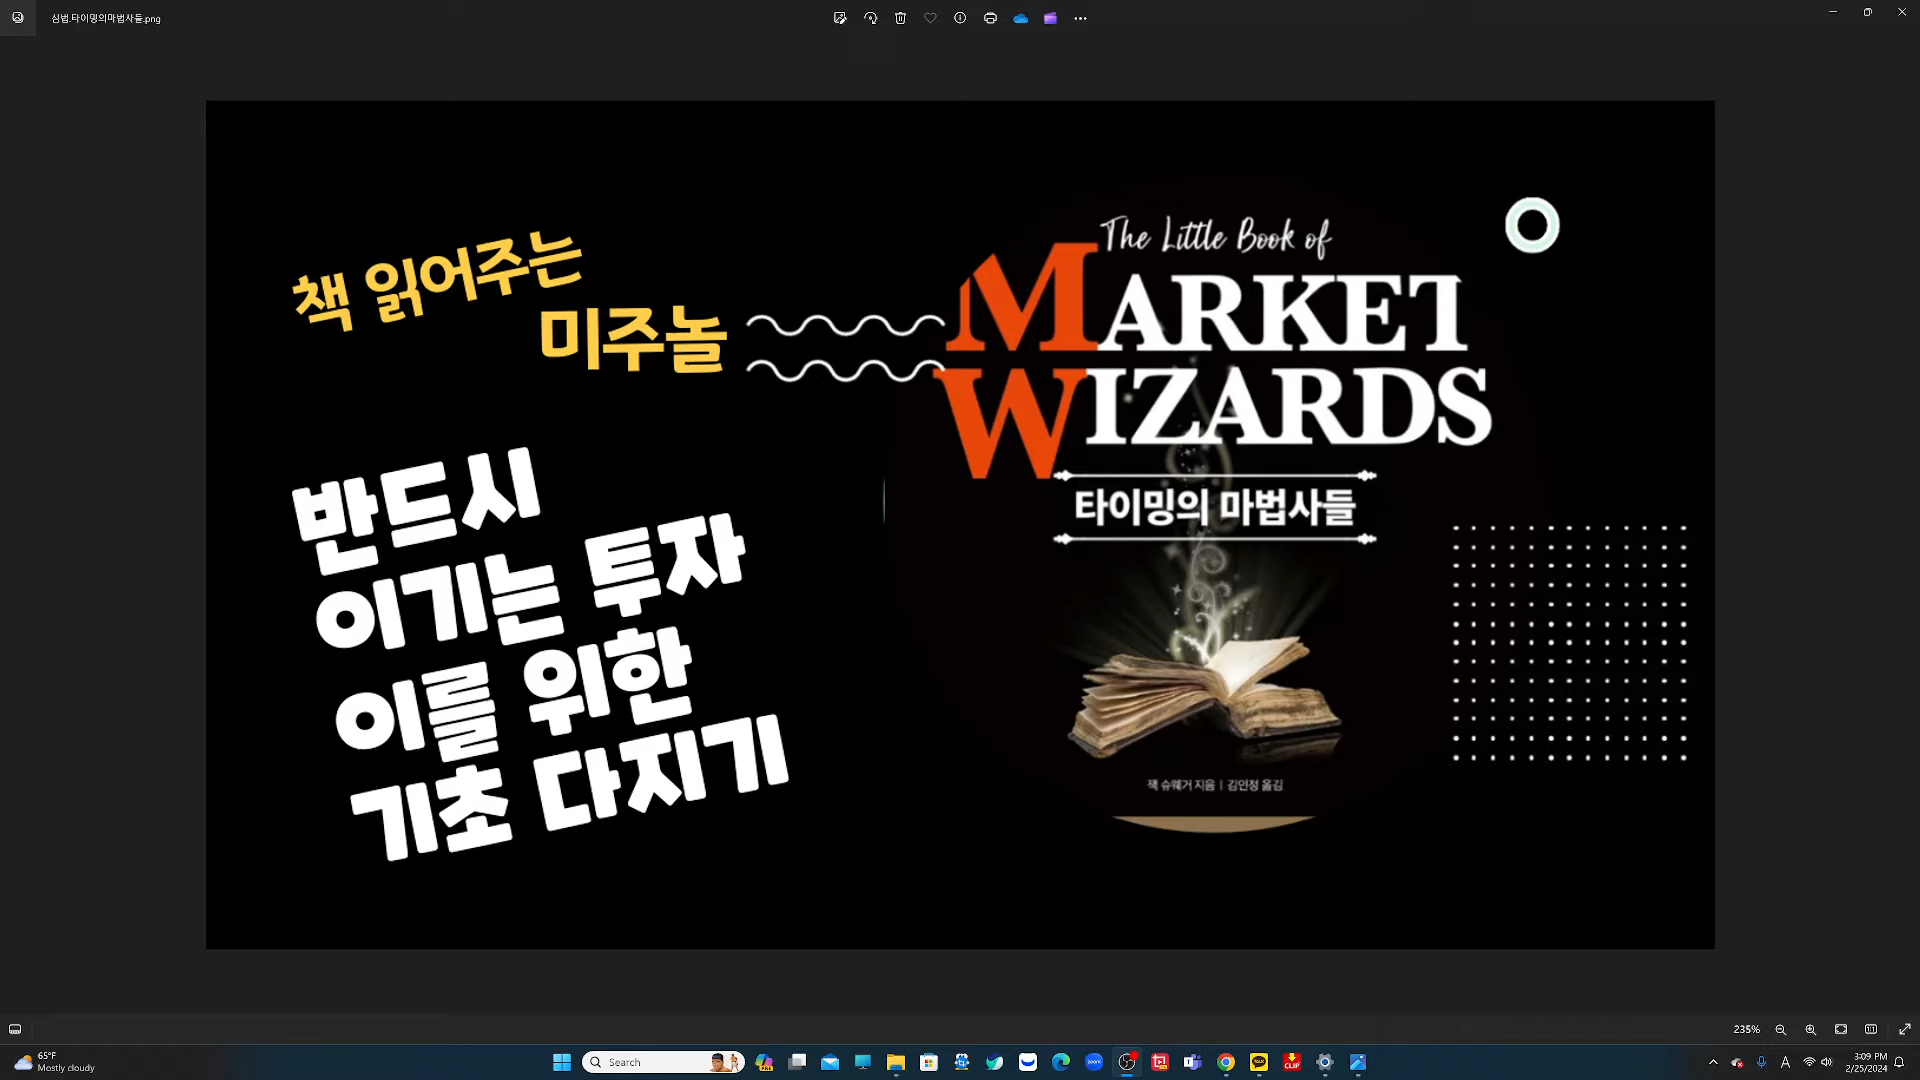 심법.타이밍의마법사들.png
책 읽어주는
미주놀
반드시
이기는 투자
이를 위한
기초 다지기
The Little Book of
MARKET
WIZARDS
타이밍의 마법사들
잭 슈웨거 지음 | 김인정 옮김
235%
65°F
Mostly cloudy
Search
zoom
CLIP
A
3:09 PM
2/25/2024